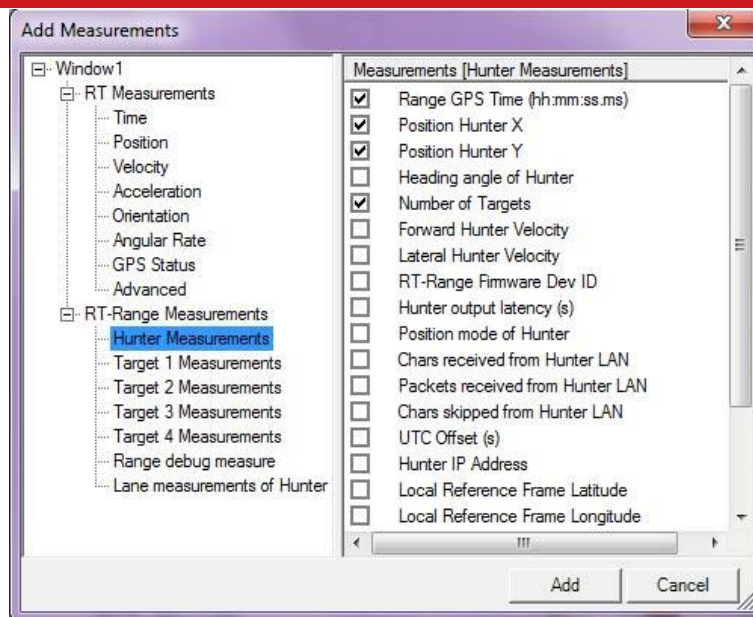 Add Measurements
Window1
RT Measurements
Time
Position
Velocity
Acceleration
Orientation
Angular Rate
GPS Status
Advanced
RT-Range Measurements
Hunter Measurements
Target 1 Measurements
Target 2 Measurements
Target 3 Measurements
Target 4 Measurements
Range debug measure
Lane measurements of Hunter
Measurements [Hunter Measurements]
Range GPS Time (hh:mm:ss.ms)
Position Hunter X
Position Hunter Y
Heading angle of Hunter
Number of Targets
Forward Hunter Velocity
Lateral Hunter Velocity
RT-Range Firmware Dev ID
Hunter output latency (s)
Position mode of Hunter
Chars received from Hunter LAN
Packets received from Hunter LAN
Chars skipped from Hunter LAN
UTC Offset (s)
Hunter IP Address
Local Reference Frame Latitude
Local Reference Frame Longitude
Add
Cancel